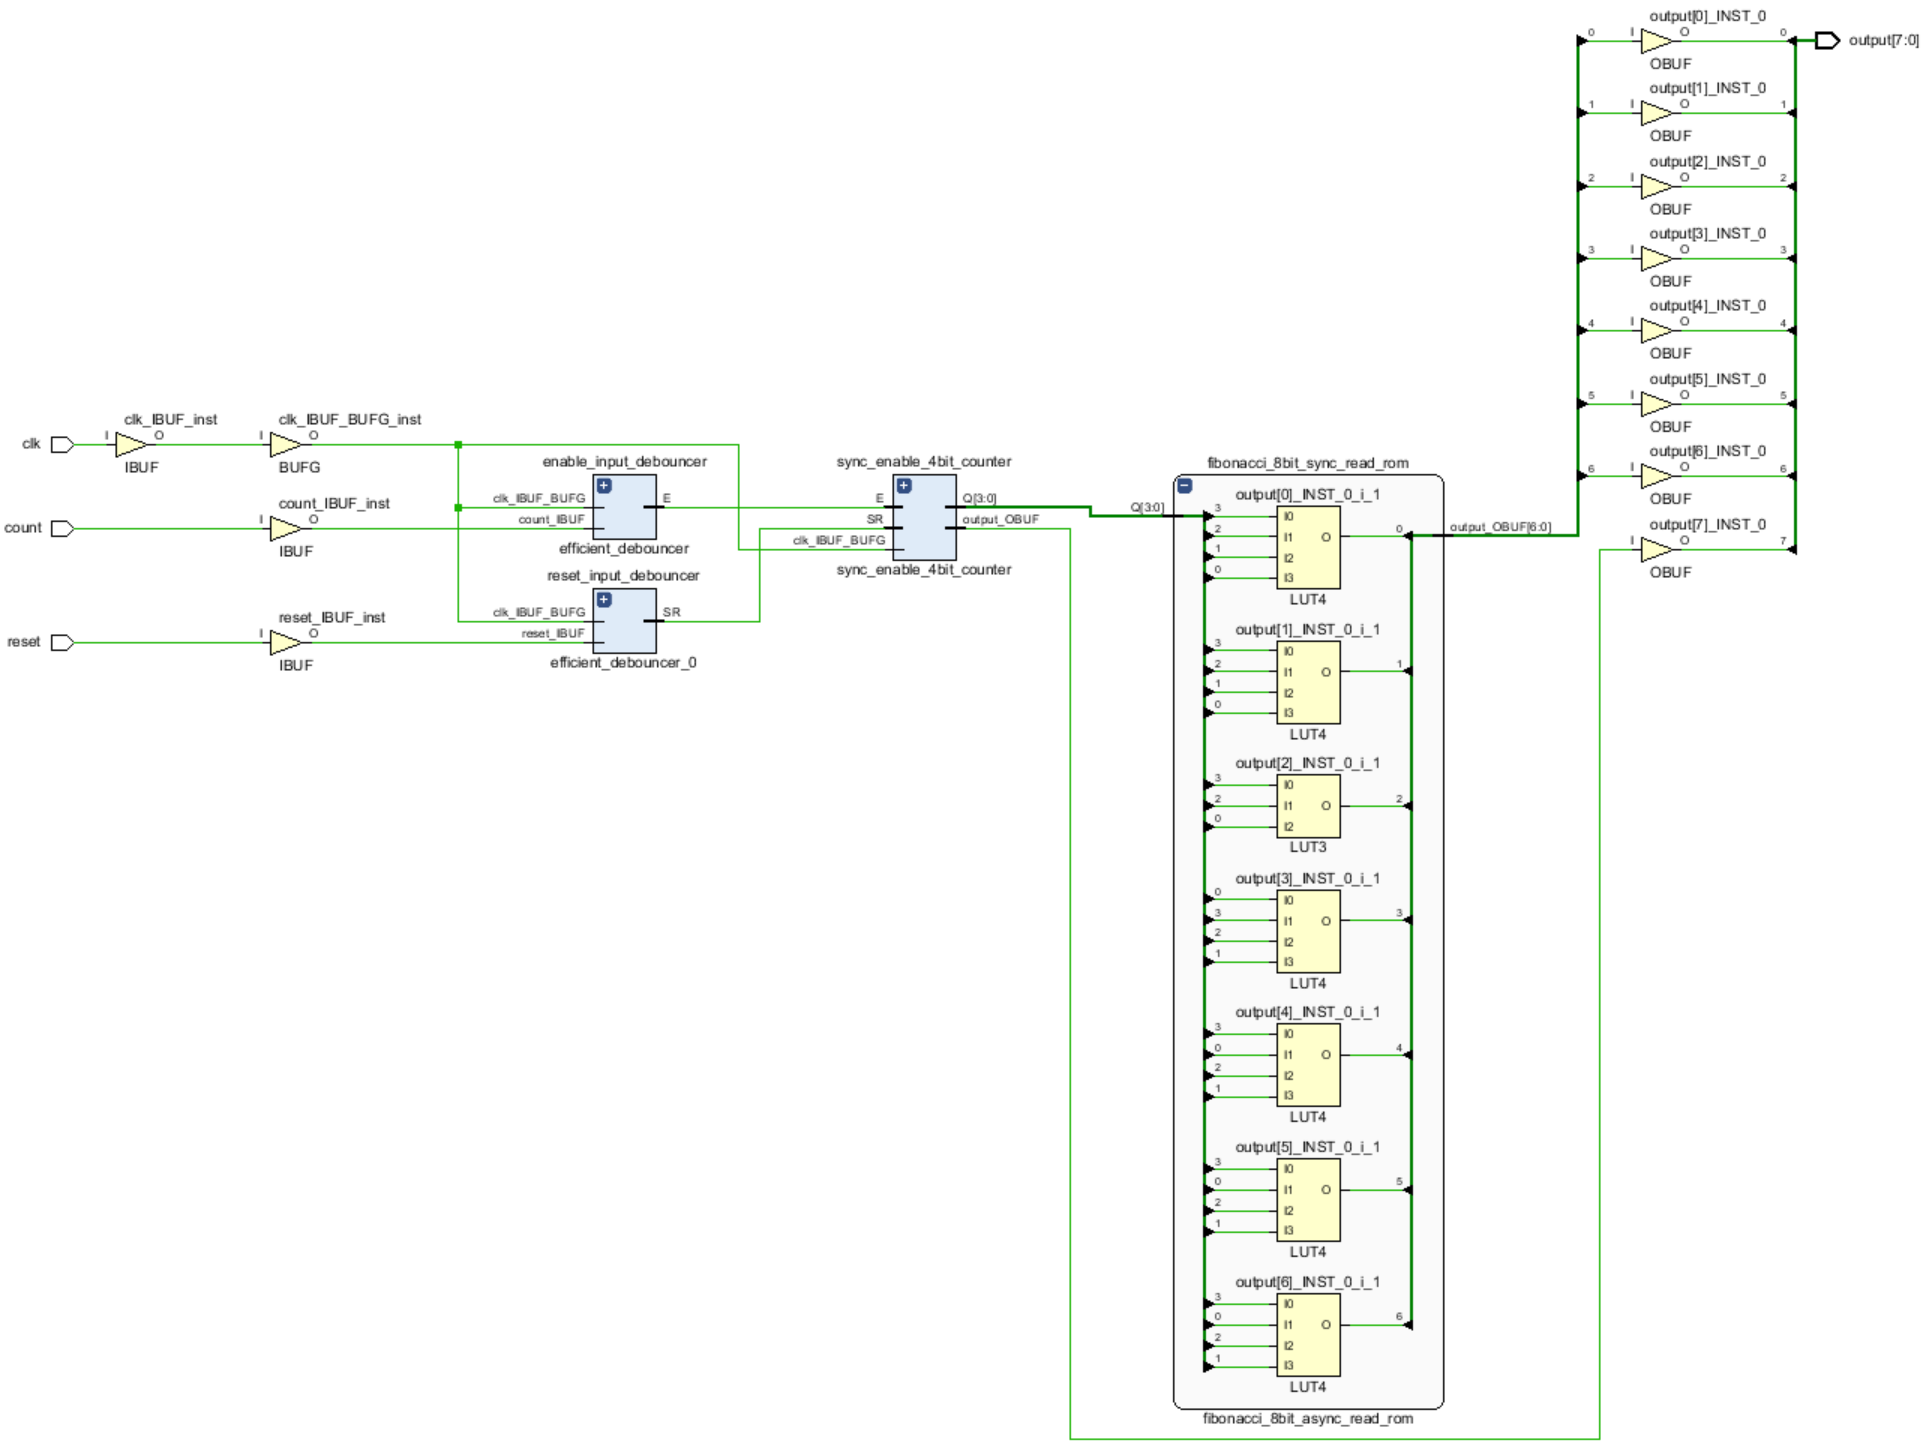 clk
clk_IBUF_inst
I
O
IBUF
clk_IBUF_BUFG_inst
I
O
BUFG
count
count_IBUF_inst
I
O
IBUF
reset
reset_IBUF_inst
I
O
IBUF
enable_input_debouncer
clk_IBUF_BUFG
count_IBUF
E
efficient_debouncer
reset_input_debouncer
clk_IBUF_BUFG
reset_IBUF
SR
efficient_debouncer_0
sync_enable_4bit_counter
E
SR
clk_IBUF_BUFG
Q[3:0]
output_OBUF
sync_enable_4bit_counter
fibonacci_8bit_sync_read_rom
Q[3:0]
output[0]_INST_0_i_1
3 I0
2 I1 O 0
1 I2
0 I3
LUT4
output[1]_INST_0_i_1
3 I0
2 I1 O 1
1 I2
0 I3
LUT4
output[2]_INST_0_i_1
3 I0
2 I1 O 2
0 I2
LUT3
output[3]_INST_0_i_1
0 I0
3 I1 O 3
2 I2
1 I3
LUT4
output[4]_INST_0_i_1
3 I0
0 I1 O 4
2 I2
1 I3
LUT4
output[5]_INST_0_i_1
3 I0
0 I1 O 5
2 I2
1 I3
LUT4
output[6]_INST_0_i_1
3 I0
0 I1 O 6
2 I2
1 I3
LUT4
fibonacci_8bit_async_read_rom
output_OBUF[6:0]
output[0]_INST_0
0 I O 0
OBUF
output[1]_INST_0
1 I O 1
OBUF
output[2]_INST_0
2 I O 2
OBUF
output[3]_INST_0
3 I O 3
OBUF
output[4]_INST_0
4 I O 4
OBUF
output[5]_INST_0
5 I O 5
OBUF
output[6]_INST_0
6 I O 6
OBUF
output[7]_INST_0
I O 7
OBUF
output[7:0]